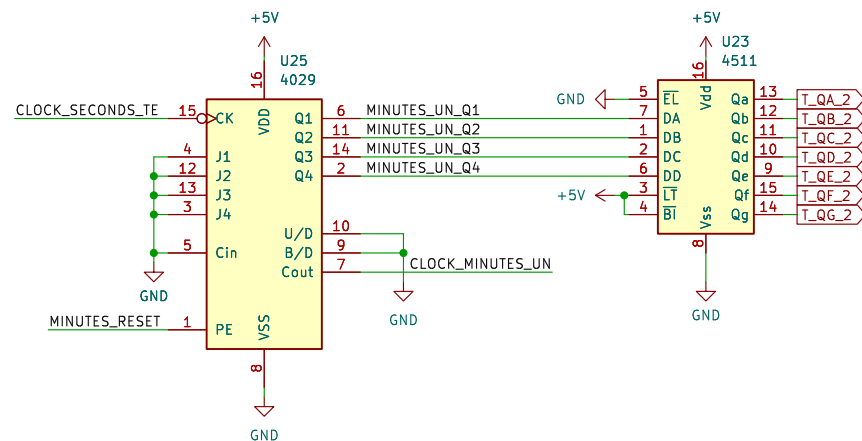 +5V
U25
4029
16
VDD
CLOCK_SECONDS_TE
15
CK
4
J1
12
J2
13
J3
3
J4
5
Cin
GND
MINUTES_RESET
1
PE
VSS
8
GND
Q1
6
MINUTES_UN_Q1
Q2
11
MINUTES_UN_Q2
Q3
14
MINUTES_UN_Q3
Q4
2
MINUTES_UN_Q4
U/D
10
B/D
9
Cout
7
CLOCK_MINUTES_UN
GND
+5V
U23
4511
16
Vdd
GND
5
EL
7
DA
1
DB
2
DC
6
DD
+5V
3
LT
4
BI
Vss
8
GND
Qa
13
T_QA_2
Qb
12
T_QB_2
Qc
11
T_QC_2
Qd
10
T_QD_2
Qe
9
T_QE_2
Qf
15
T_QF_2
Qg
14
T_QG_2